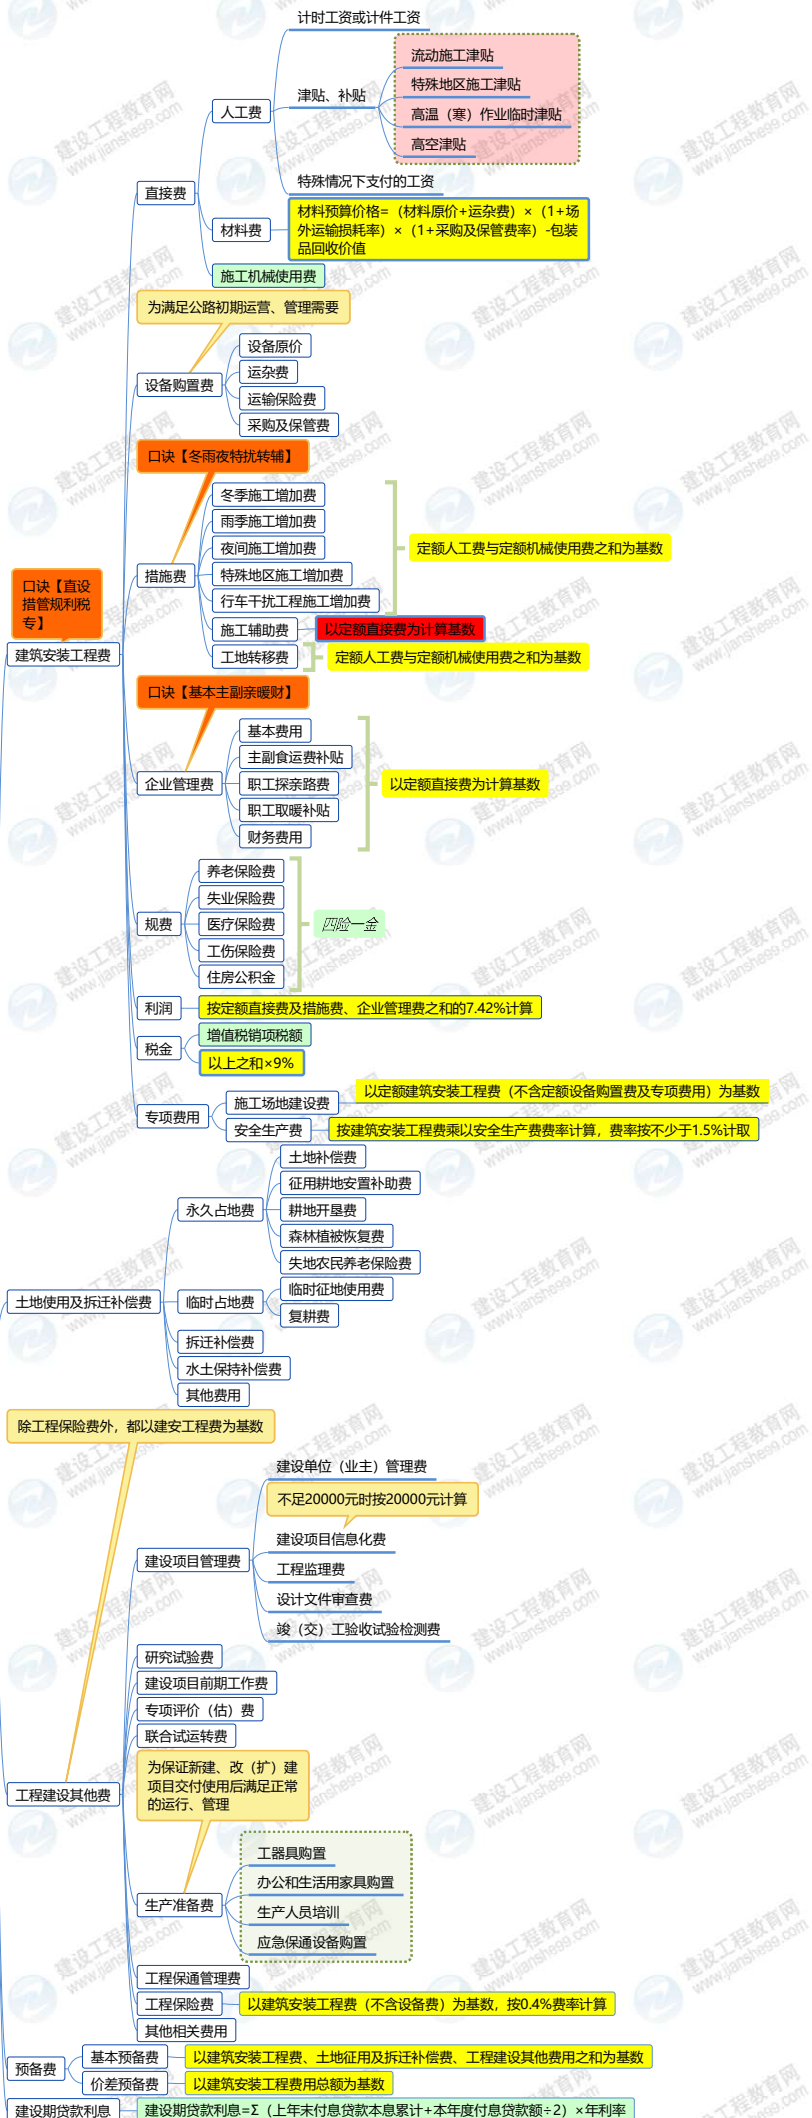 计时工资或计件工资
流动施工津贴
特殊地区施工津贴
津贴、补贴
高温（寒）作业临时津贴
人工费
高空津贴
特殊情况下支付的工资
直接费
材料预算价格=（材料原价+运杂费）×（1+场
外运输损耗率）×（1+采购及保管费率）-包装
品回收价值
材料费
施工机械使用费
为满足公路初期运营、管理需要
设备原价
运杂费
设备购置费
运输保险费
采购及保管费
口诀【冬雨夜特扰转辅】
冬季施工增加费
雨季施工增加费
夜间施工增加费
定额人工费与定额机械使用费之和为基数
措施费
特殊地区施工增加费
行车干扰工程施工增加费
口诀【直设
措管规利税
专】
施工辅助费
以定额直接费为计算基数
建筑安装工程费
工地转移费
定额人工费与定额机械使用费之和为基数
口诀【基本主副亲暖财】
基本费用
主副食运费补贴
企业管理费
职工探亲路费
以定额直接费为计算基数
职工取暖补贴
财务费用
养老保险费
失业保险费
规费
医疗保险费
四险一金
工伤保险费
住房公积金
利润
按定额直接费及措施费、企业管理费之和的7.42%计算
增值税销项税额
税金
以上之和×9%
以定额建筑安装工程费（不含定额设备购置费及专项费用）为基数
施工场地建设费
专项费用
安全生产费
按建筑安装工程费乘以安全生产费费率计算，费率按不少于1.5%计取
土地补偿费
征用耕地安置补助费
永久占地费
耕地开垦费
森林植被恢复费
失地农民养老保险费
临时征地使用费
土地使用及拆迁补偿费
临时占地费
复耕费
拆迁补偿费
水土保持补偿费
其他费用
除工程保险费外，都以建安工程费为基数
建设单位（业主）管理费
不足20000元时按20000元计算
建设项目信息化费
建设项目管理费
工程监理费
设计文件审查费
竣（交）工验收试验检测费
研究试验费
建设项目前期工作费
专项评价（估）费
联合试运转费
为保证新建、改（扩）建
项目交付使用后满足正常
的运行、管理
工程建设其他费
工器具购置
办公和生活用家具购置
生产准备费
生产人员培训
应急保通设备购置
工程保通管理费
工程保险费
以建筑安装工程费（不含设备费）为基数，按0.4%费率计算
其他相关费用
基本预备费
以建筑安装工程费、土地征用及拆迁补偿费、工程建设其他费用之和为基数
预备费
价差预备费
以建筑安装工程费用总额为基数
建设期贷款利息
建设期贷款利息=Σ（上年末付息贷款本息累计+本年度付息贷款额÷2）×年利率
建设工程教育网
www.jianshe99.com